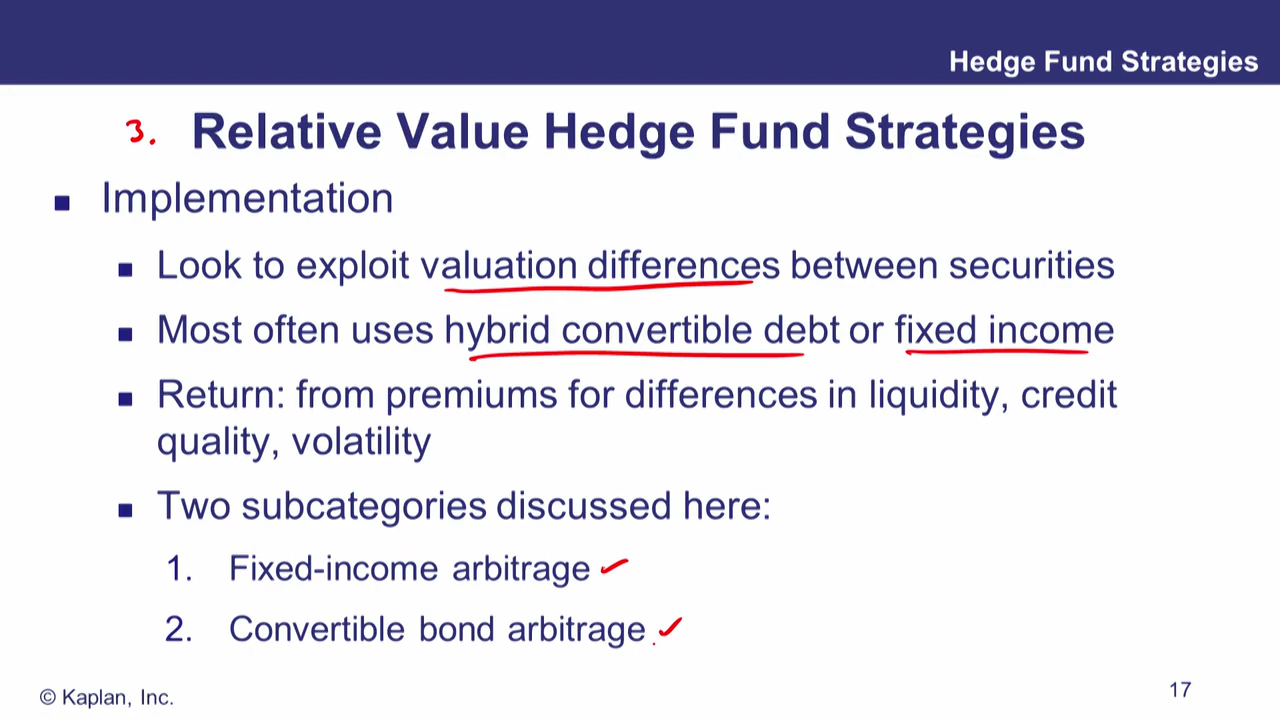 Hedge Fund Strategies
3. Relative Value Hedge Fund Strategies
Implementation
Look to exploit valuation differences between securities
Most often uses hybrid convertible debt or fixed income
Return: from premiums for differences in liquidity, credit
quality, volatility
Two subcategories discussed here:
1. Fixed-income arbitrage
2. Convertible bond arbitrage
© Kaplan, Inc.
17